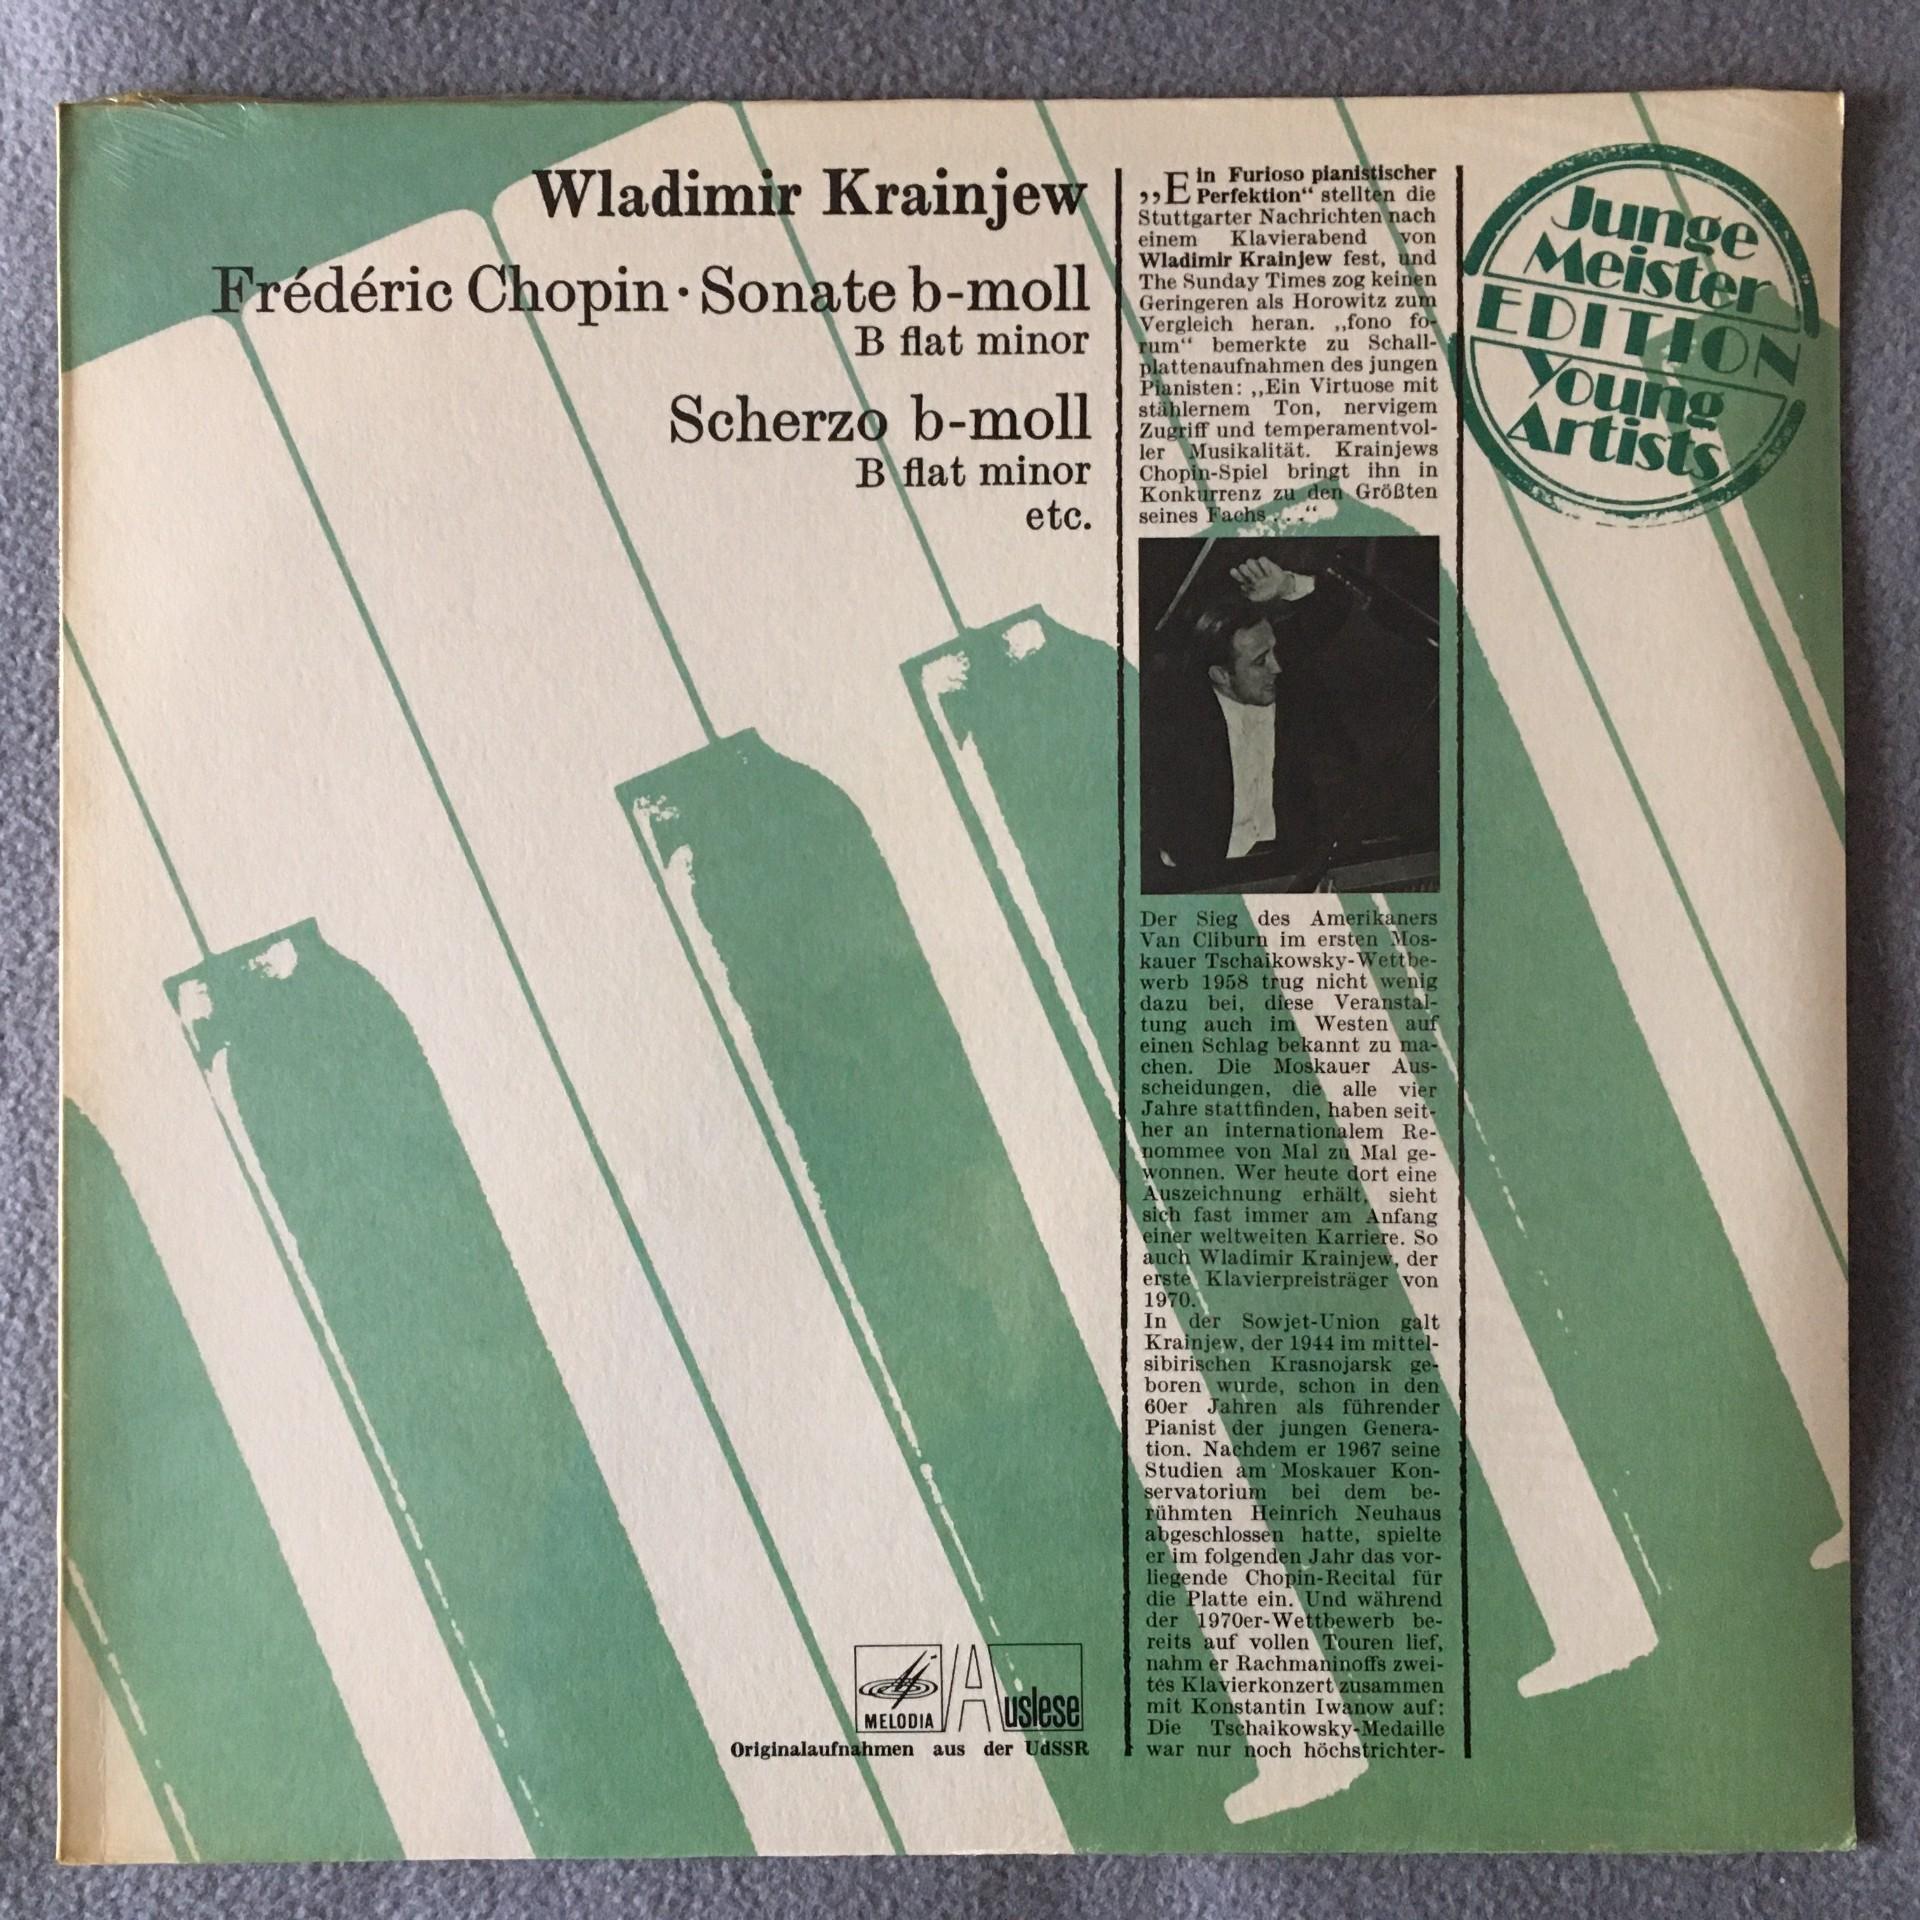 Wladimir Krainjew
Frédéric Chopin · Sonate b-moll
B flat minor
Scherzo b-moll
B flat minor
etc.
„Ein Furioso pianistischer
Perfektion“ stellten die
Stuttgarter Nachrichten nach
einem Klavierabend von
Wladimir Krainjew fest, und
The Sunday Times zog keinen
Geringeren als Horowitz zum
Vergleich heran. „fono fo-
rum“ bemerkte zu Schall-
plattenaufnahmen des jungen
Pianisten: „Ein Virtuose mit
stählernem Ton, nervigem
Zugriff und temperamentvol-
ler Musikalität. Krainjews
Chopin-Spiel bringt ihn in
Konkurrenz zu den Größten
seines Fachs . . .“
Der Sieg des Amerikaners
Van Cliburn im ersten Mos-
kauer Tschaikowsky-Wettbe-
werb 1958 trug nicht wenig
dazu bei, diese Veranstal-
tung auch im Westen auf
einen Schlag bekannt zu ma-
chen. Die Moskauer Aus-
scheidungen, die alle vier
Jahre stattfinden, haben seit-
her an internationalem Re-
nommee von Mal zu Mal ge-
wonnen. Wer heute dort eine
Auszeichnung erhält, sieht
sich fast immer am Anfang
einer weltweiten Karriere. So
auch Wladimir Krainjew, der
erste Klavierpreisträger von
1970.
In der Sowjet-Union galt
Krainjew, der 1944 im mittel-
sibirischen Krasnojarsk ge-
boren wurde, schon in den
60er Jahren als führender
Pianist der jungen Genera-
tion. Nachdem er 1967 seine
Studien am Moskauer Kon-
servatorium bei dem be-
rühmten Heinrich Neuhaus
abgeschlossen hatte, spielte
er im folgenden Jahr das vor-
liegende Chopin-Recital für
die Platte ein. Und während
der 1970er-Wettbewerb be-
reits auf vollen Touren lief,
nahm er Rachmaninoffs zwei-
tes Klavierkonzert zusammen
mit Konstantin Iwanow auf:
Die Tschaikowsky-Medaille
war nur noch höchstrichter-
Junge
Meister
EDITION
Young
Artists
MELODIA Auslese
Originalaufnahmen aus der UdSSR